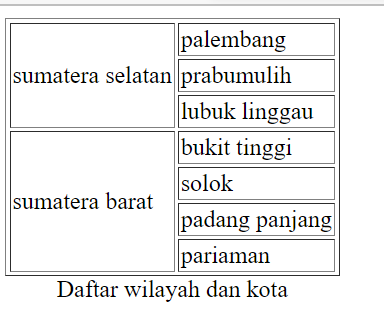 sumatera selatan
palembang
prabumulih
lubuk linggau
sumatera barat
bukit tinggi
solok
padang panjang
pariaman
Daftar wilayah dan kota